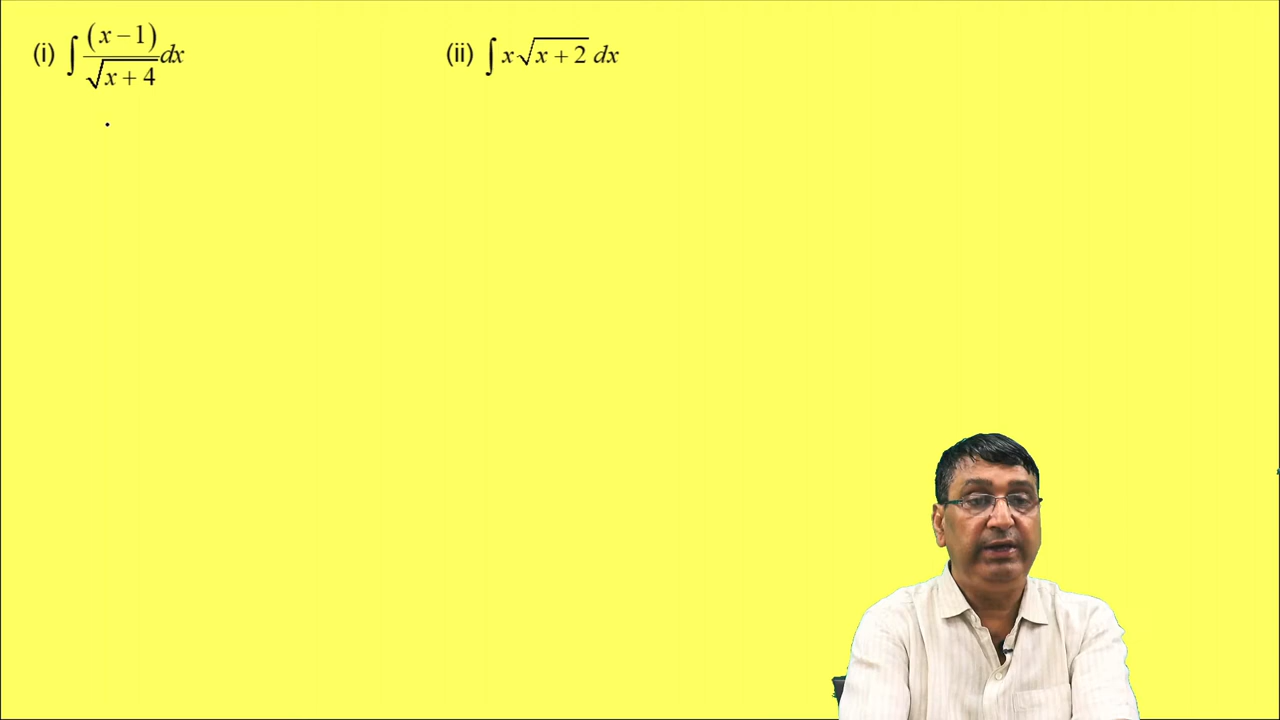 (i) ∫ (x−1)/√(x+4) dx (ii) ∫ x√(x+2) dx